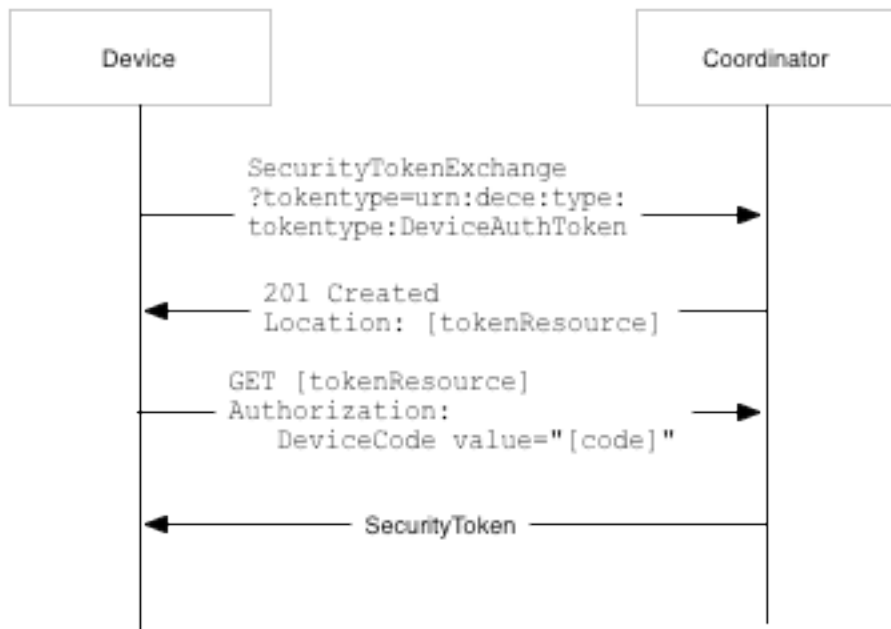 Device
Coordinator
SecurityTokenExchange
?tokentype=urn:dece:type:
tokentype:DeviceAuthToken
201 Created
Location: [tokenResource]
GET [tokenResource]
Authorization:
DeviceCode value="[code]"
SecurityToken